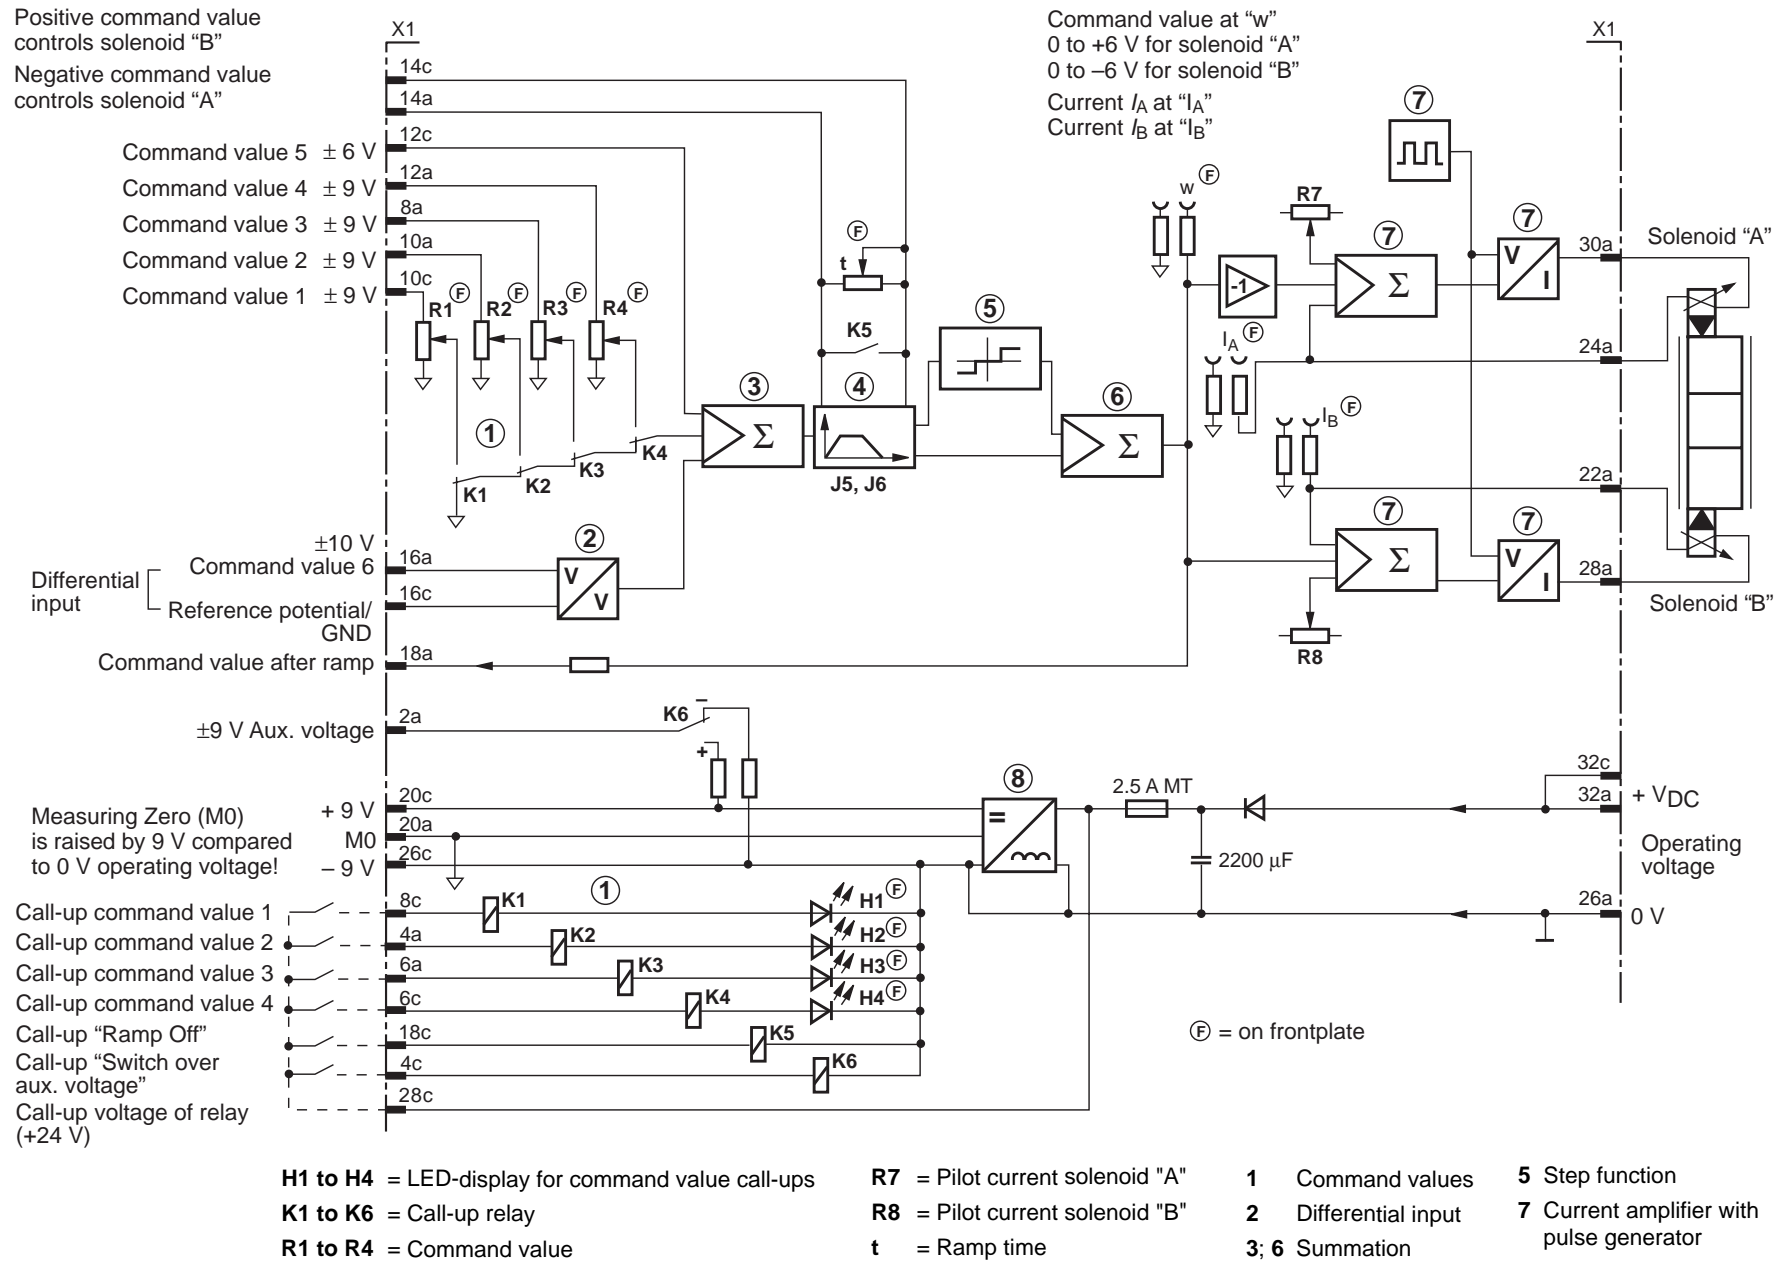 Positive command value
controls solenoid “B”
Negative command value
controls solenoid “A”
X1
14c
14a
12c
Command value 5 ± 6 V
12a
Command value 4 ± 9 V
8a
Command value 3 ± 9 V
10a
Command value 2 ± 9 V
10c
Command value 1 ± 9 V
R1 F
R2 F
R3 F
R4 F
1
K1
K2
K3
K4
3
Σ
F
t
K5
4
J5, J6
5
6
Σ
Command value at “w”
0 to +6 V for solenoid “A”
0 to –6 V for solenoid “B”
Current IA at “IA”
Current IB at “IB”
X1
7
w F
R7
7
Σ
7
V
I
30a
Solenoid “A”
-1
IA F
24a
IB F
22a
7
Σ
7
V
I
28a
Solenoid “B”
R8
±10 V
Command value 6
16a
Differential
input
Reference potential/
GND
16c
2
V
V
Command value after ramp
18a
±9 V Aux. voltage
2a
K6
–
+
Measuring Zero (M0)
is raised by 9 V compared
to 0 V operating voltage!
+ 9 V
20c
M0
20a
– 9 V
26c
8
=
2.5 A MT
2200 µF
32c
32a
+ VDC
Operating
voltage
26a
0 V
1
Call-up command value 1
8c
K1
H1 F
Call-up command value 2
4a
K2
H2 F
Call-up command value 3
6a
K3
H3 F
Call-up command value 4
6c
K4
H4 F
Call-up “Ramp Off”
18c
K5
Call-up “Switch over
aux. voltage”
4c
K6
Call-up voltage of relay
(+24 V)
28c
F = on frontplate
H1 to H4 = LED-display for command value call-ups
K1 to K6 = Call-up relay
R1 to R4 = Command value
R7 = Pilot current solenoid "A"
R8 = Pilot current solenoid "B"
t = Ramp time
1 Command values
2 Differential input
3; 6 Summation
5 Step function
7 Current amplifier with
pulse generator